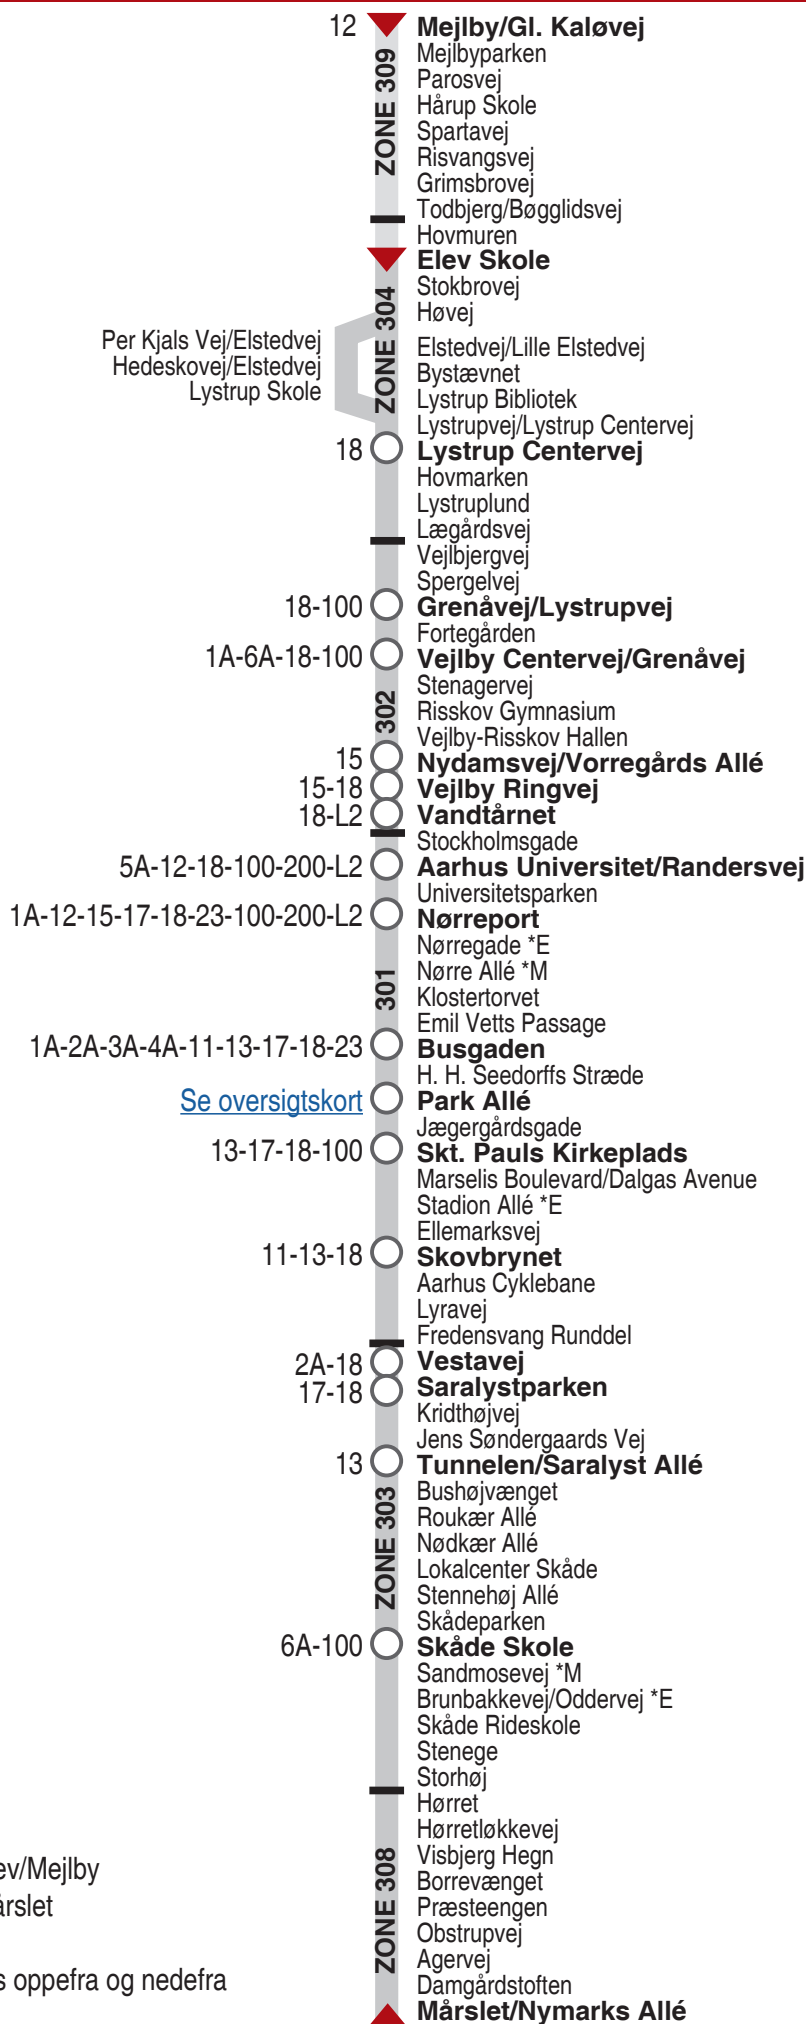 12 Mejlby/Gl. Kaløvej
ZONE 309
Mejlbyparken
Parosvej
Hårup Skole
Spartavej
Risvangsvej
Grimsbrovej
Todbjerg/Bøgglidsvej
Hovmuren
Elev Skole
ZONE 304
Stokbrovej
Høvej
Per Kjals Vej/Elstedvej
Hedeskovej/Elstedvej
Lystrup Skole
Elstedvej/Lille Elstedvej
Bystævnet
Lystrup Bibliotek
Lystrupvej/Lystrup Centervej
18 Lystrup Centervej
Hovmarken
Lystruplund
Lægårdsvej
Vejlbjergvej
Spergelvej
18-100 Grenåvej/Lystrupvej
Fortegården
1A-6A-18-100 Vejlby Centervej/Grenåvej
302
Stenagervej
Risskov Gymnasium
Vejlby-Risskov Hallen
15 Nydamsvej/Vorregårds Allé
15-18 Vejlby Ringvej
18-L2 Vandtårnet
Stockholmsgade
5A-12-18-100-200-L2 Aarhus Universitet/Randersvej
Universitetsparken
1A-12-15-17-18-23-100-200-L2 Nørreport
301
Nørregade *E
Nørre Allé *M
Klostertorvet
Emil Vetts Passage
1A-2A-3A-4A-11-13-17-18-23 Busgaden
H. H. Seedorffs Stræde
Se oversigtskort Park Allé
Jægergårdsgade
13-17-18-100 Skt. Pauls Kirkeplads
Marselis Boulevard/Dalgas Avenue
Stadion Allé *E
Ellemarksvej
11-13-18 Skovbrynet
Aarhus Cyklebane
Lyravej
Fredensvang Runddel
2A-18 Vestavej
17-18 Saralystparken
Kridthøjvej
Jens Søndergaards Vej
13 Tunnelen/Saralyst Allé
ZONE 303
Bushøjvænget
Roukær Allé
Nødkær Allé
Lokalcenter Skåde
Stennehøj Allé
Skådeparken
6A-100 Skåde Skole
Sandmosevej *M
Brunbakkevej/Oddervej *E
Skåde Rideskole
Stenege
Storhøj
Hørret
Hørretløkkevej
ZONE 308
Visbjerg Hegn
Borrevænget
Præsteengen
Obstrupvej
Agervej
Damgårdstoften
Mårslet/Nymarks Allé
ev/Mejlby
årslet
s oppefra og nedefra